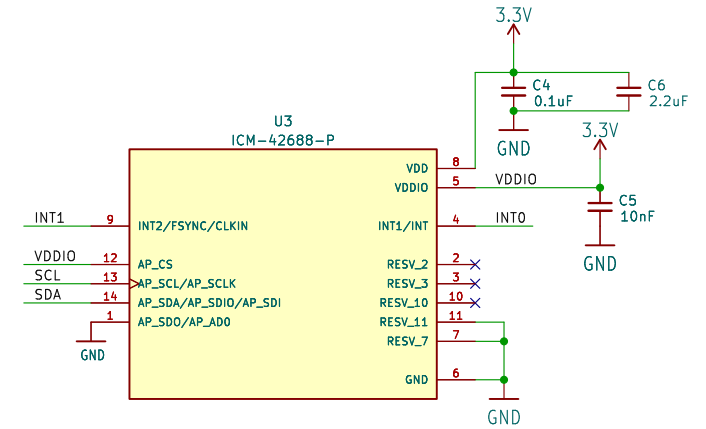 3.3V
C4
0.1uF
C6
2.2uF
GND
3.3V
U3
ICM-42688-P
VDD 8
VDDIO 5 VDDIO
C5
10nF
GND
INT1 9 INT2/FSYNC/CLKIN
INT1/INT 4 INT0
VDDIO 12 AP_CS
RESV_2 2
SCL 13 AP_SCL/AP_SCLK
RESV_3 3
SDA 14 AP_SDA/AP_SDIO/AP_SDI
RESV_10 10
1 AP_SDO/AP_AD0
RESV_11 11
GND
RESV_7 7
GND 6
GND